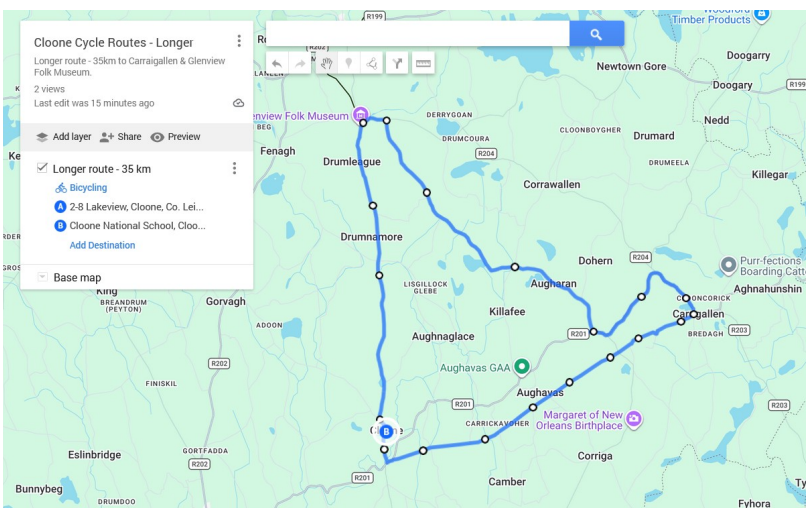 Cloone Cycle Routes - Longer
Longer route - 35km to Carraigallen & Glenview
Folk Museum.
2 views
Last edit was 15 minutes ago
Add layer
Share
Preview
Longer route - 35 km
Bicycling
A 2-8 Lakeview, Cloone, Co. Lei...
B Cloone National School, Cloo...
Add Destination
Base map
R199
Timber Products
Doogarry
Newtown Gore
Doogary
R199
Nedd
enview Folk Museum
BEG
DERRYGOAN
CLOONBOYGHER
Drumard
DRUMCOURA
Fenagh
R204
Drumleague
DRUMEELA
Killegar
Corrawallen
Drumnamore
Dohern
R204
Purr-fections
Boarding Catt
LISGILLOCK
GLEBE
Augharan
Aghnahunshin
BREANDRUM
(PEYTON)
Gorvagh
Killafee
Carrigallen
ADOON
Aughnaglace
R201
BREDAGH
R203
R202
Aughavas GAA
FINISKIL
Aughavas
R201
R203
Margaret of New
Orleans Birthplace
CARRICKAVOHER
B
Eslinbridge
GORTFADDA
R202
Corriga
R201
Camber
Bunnybeg
DRUMDOO
Fyhora